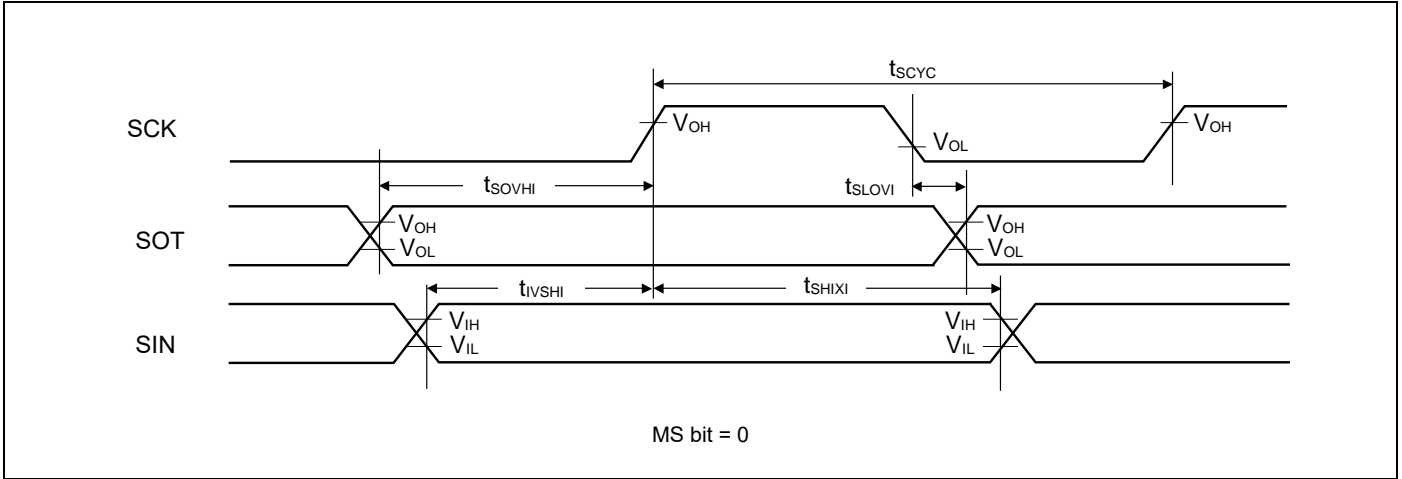 tSCYC
SCK
VOH
VOL
VOH
tSOVHI
tSLOVI
SOT
VOH
VOL
VOH
VOL
tIVSHI
tSHIXI
SIN
VIH
VIL
VIH
VIL
MS bit = 0